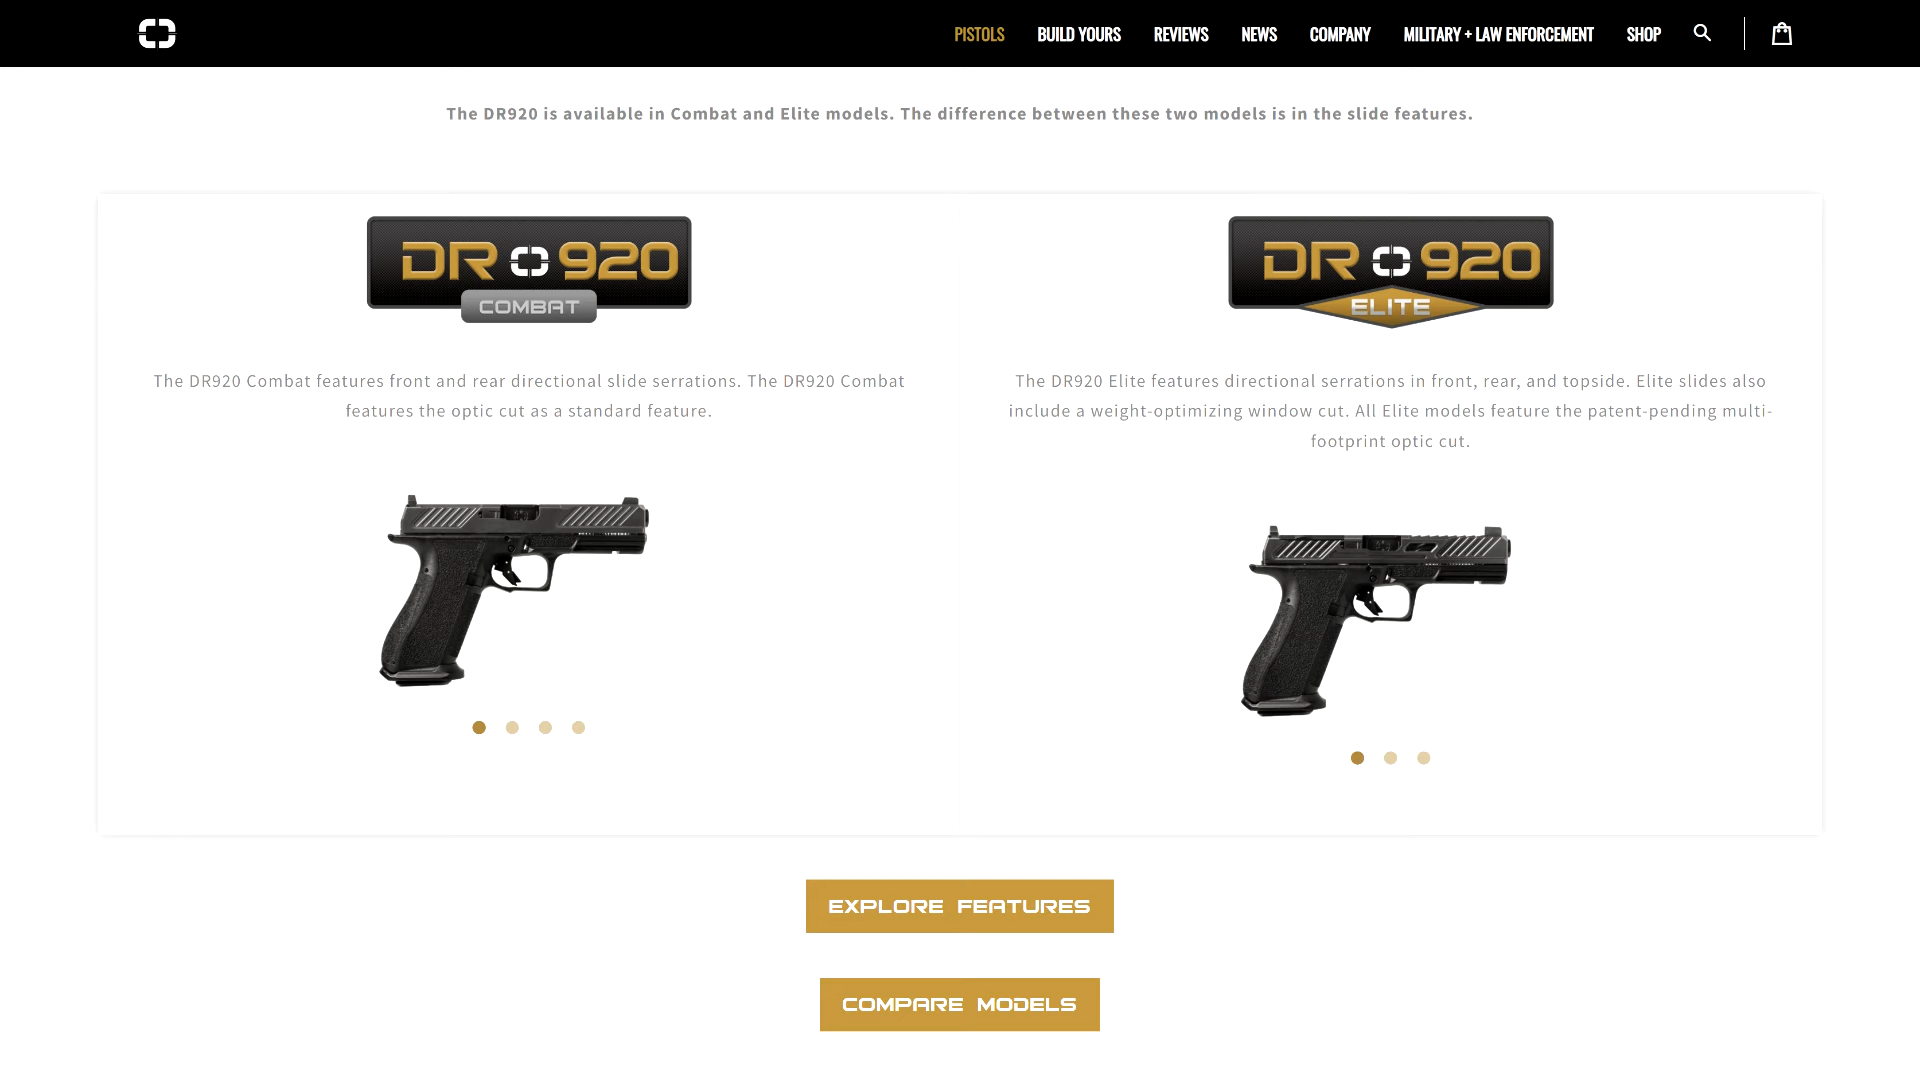 PISTOLS BUILD YOURS REVIEWS NEWS COMPANY MILITARY + LAW ENFORCEMENT SHOP
The DR920 is available in Combat and Elite models. The difference between these two models is in the slide features.
DR 920
COMBAT
The DR920 Combat features front and rear directional slide serrations. The DR920 Combat
features the optic cut as a standard feature.
DR 920
ELITE
The DR920 Elite features directional serrations in front, rear, and topside. Elite slides also
include a weight-optimizing window cut. All Elite models feature the patent-pending multi-
footprint optic cut.
EXPLORE FEATURES
COMPARE MODELS